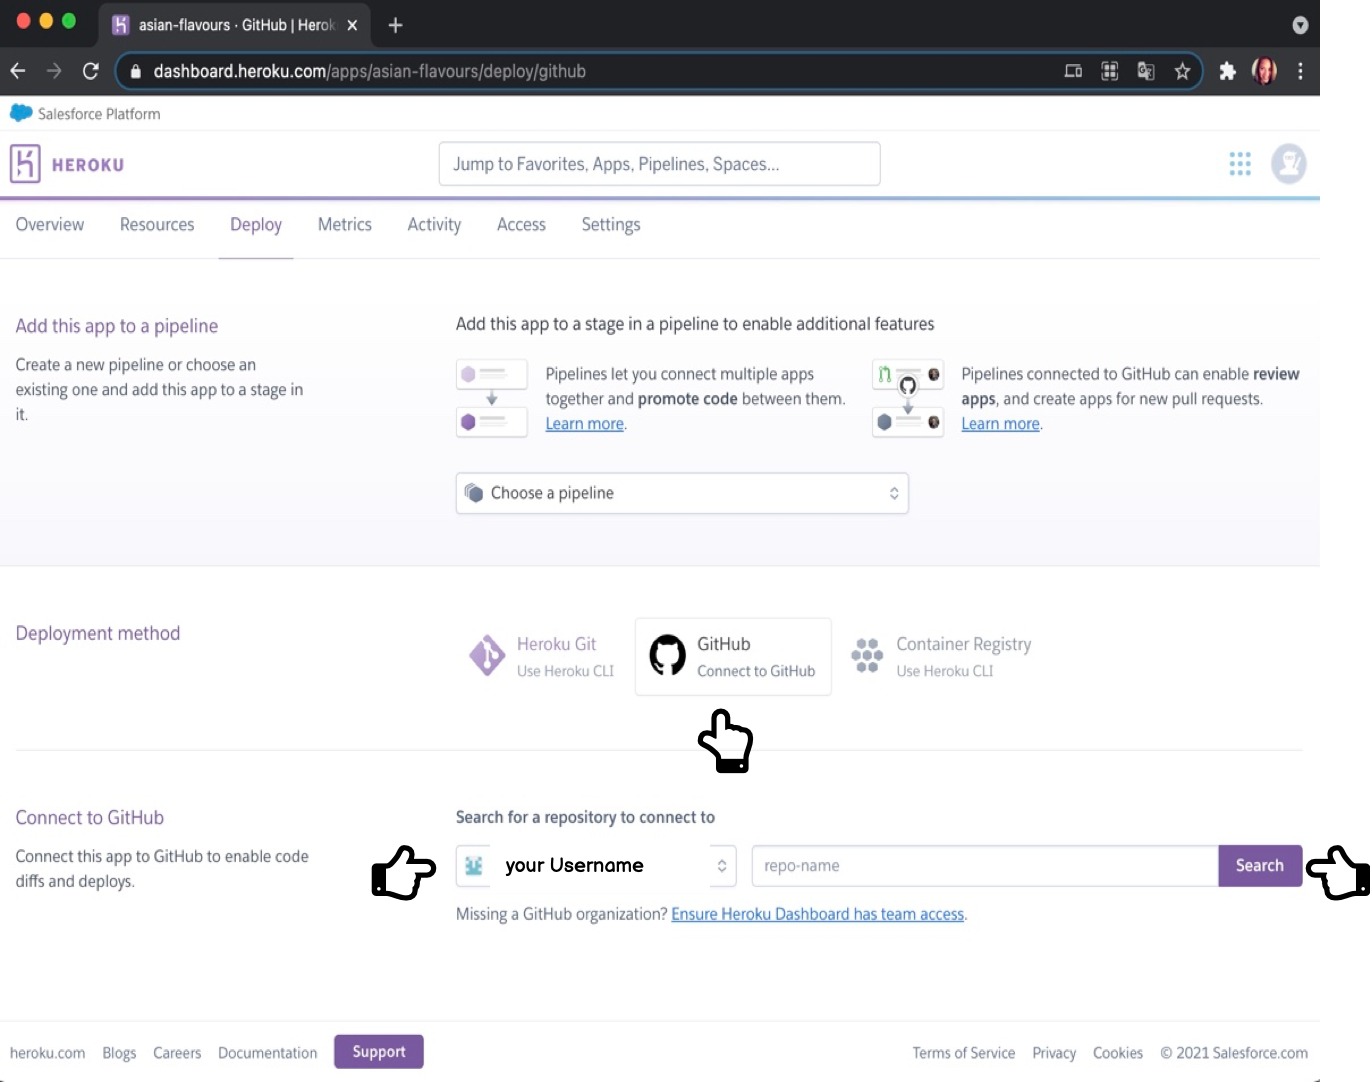 asian-flavours · GitHub | Herok
dashboard.heroku.com/apps/asian-flavours/deploy/github
Salesforce Platform
HEROKU
Jump to Favorites, Apps, Pipelines, Spaces...
Overview Resources Deploy Metrics Activity Access Settings
Add this app to a pipeline
Create a new pipeline or choose an
existing one and add this app to a stage in
it.
Add this app to a stage in a pipeline to enable additional features
Pipelines let you connect multiple apps
together and promote code between them.
Learn more.
Pipelines connected to GitHub can enable review
apps, and create apps for new pull requests.
Learn more.
Choose a pipeline
Deployment method
Heroku Git
Use Heroku CLI
GitHub
Connect to GitHub
Container Registry
Use Heroku CLI
Connect to GitHub
Connect this app to GitHub to enable code
diffs and deploys.
Search for a repository to connect to
your Username
repo-name
Search
Missing a GitHub organization? Ensure Heroku Dashboard has team access.
heroku.com Blogs Careers Documentation Support
Terms of Service Privacy Cookies © 2021 Salesforce.com